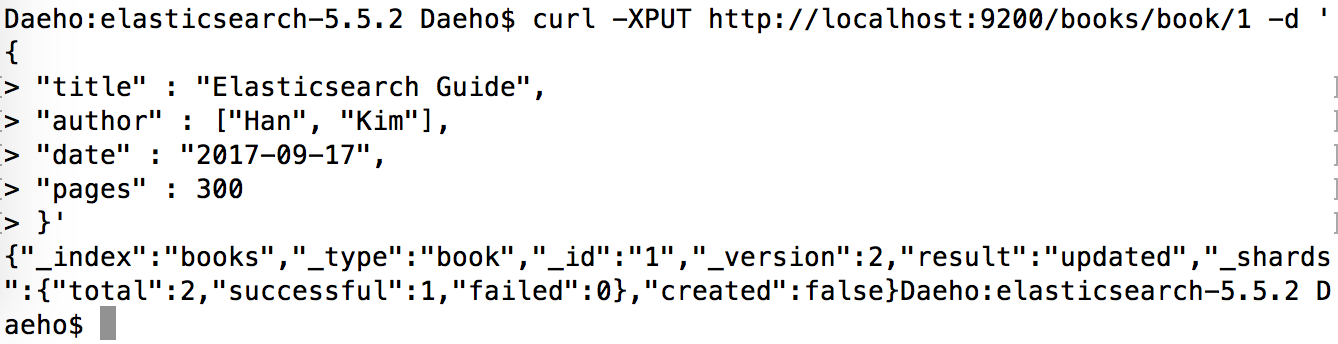 Daeho:elasticsearch-5.5.2 Daeho$ curl -XPUT http://localhost:9200/books/book/1 -d '
{
> "title" : "Elasticsearch Guide",
> "author" : ["Han", "Kim"],
> "date" : "2017-09-17",
> "pages" : 300
> }'
{"_index":"books","_type":"book","_id":"1","_version":2,"result":"updated","_shards
":{"total":2,"successful":1,"failed":0},"created":false}Daeho:elasticsearch-5.5.2 D
aeho$